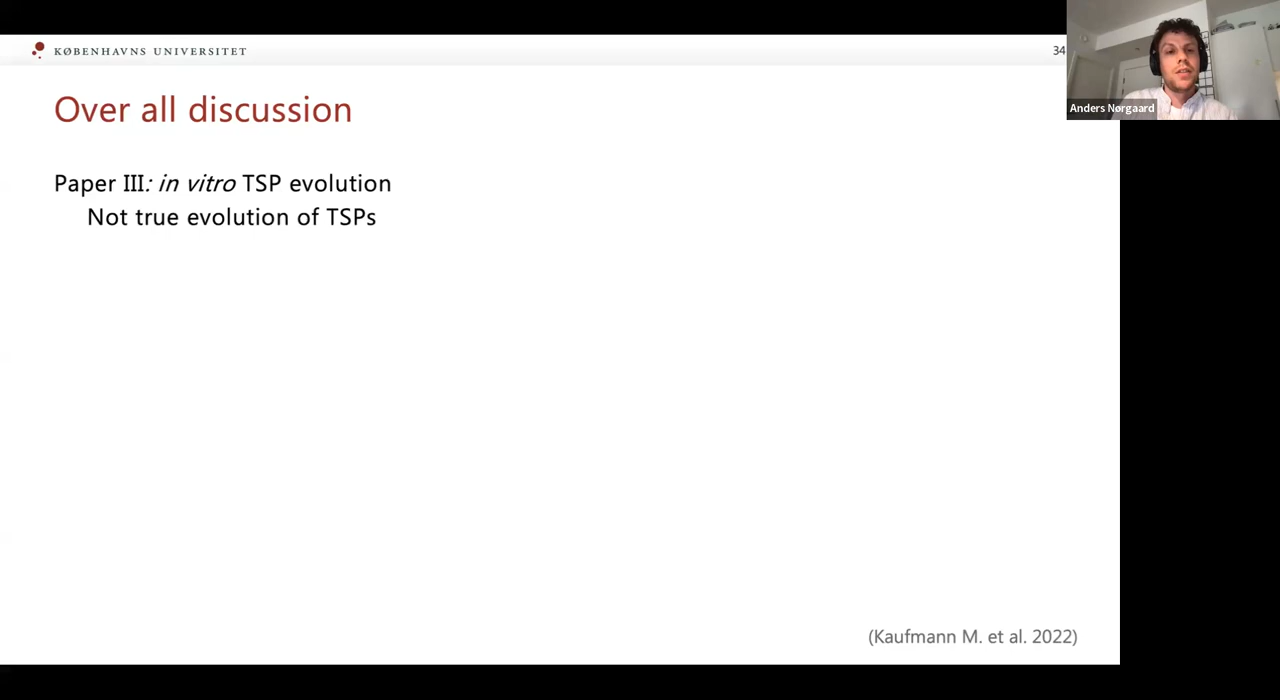 KØBENHAVNS UNIVERSITET
34
Anders Nørgaard
Over all discussion
Paper III: in vitro TSP evolution
Not true evolution of TSPs
(Kaufmann M. et al. 2022)